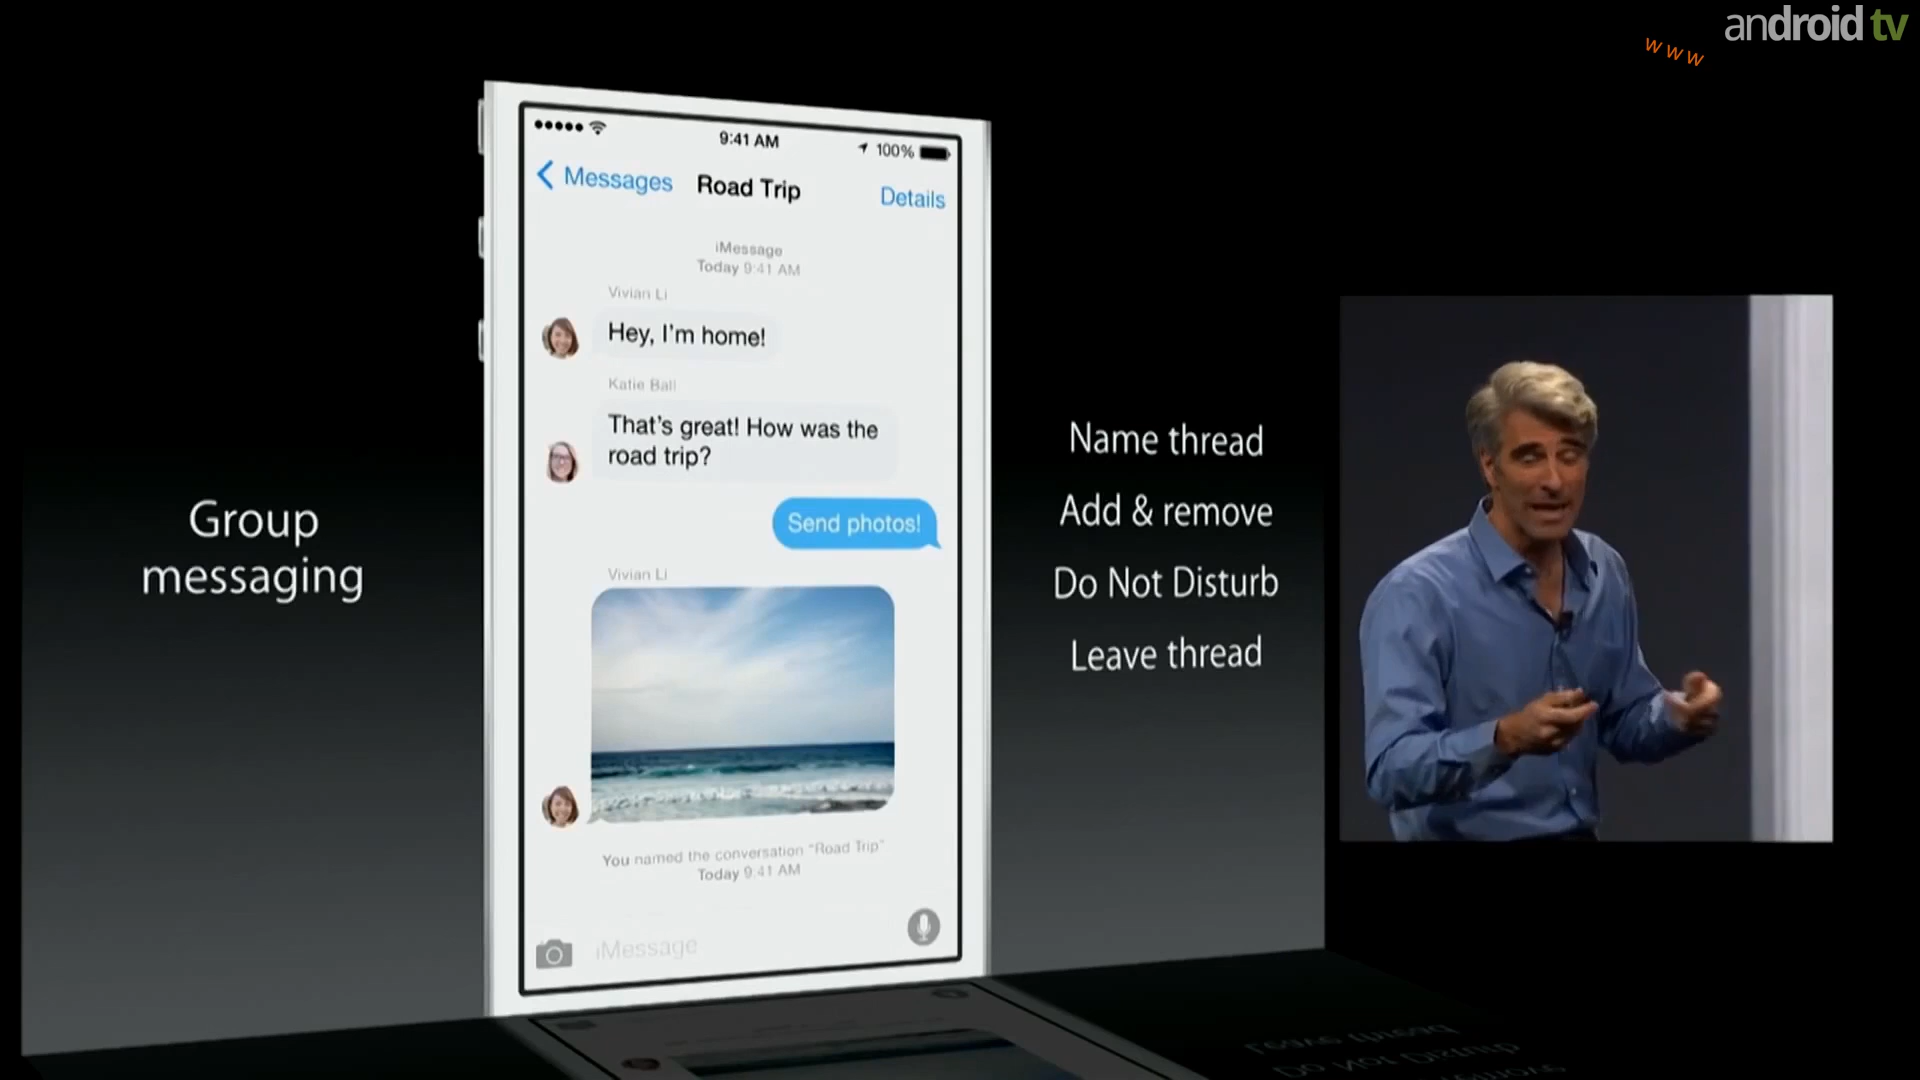 android tv
www
9:41 AM
100%
Messages
Road Trip
Details
iMessage
Today 9:41 AM
Vivian Li
Hey, I'm home!
Katie Ball
That's great! How was the
road trip?
Send photos!
Vivian Li
You named the conversation "Road Trip"
Today 9:41 AM
iMessage
Group
messaging
Name thread
Add & remove
Do Not Disturb
Leave thread